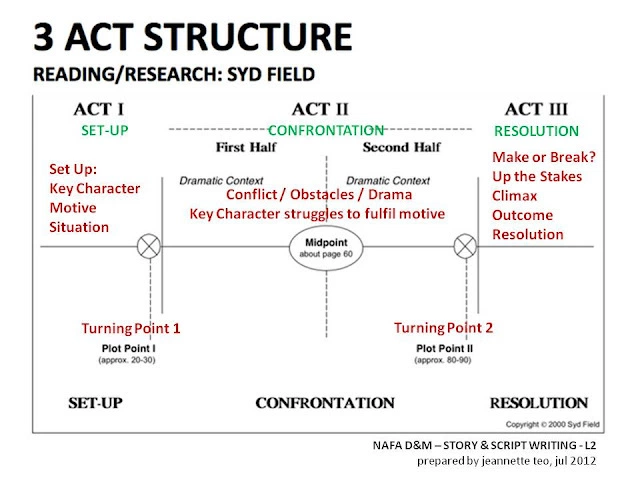 3 ACT STRUCTURE
READING/RESEARCH: SYD FIELD
ACT I
ACT II
ACT III
SET-UP
CONFRONTATION
RESOLUTION
First Half
Second Half
Set Up:
Key Character
Motive
Situation
Dramatic Context
Dramatic Context
Conflict / Obstacles / Drama
Key Character struggles to fulfil motive
Make or Break?
Up the Stakes
Climax
Outcome
Resolution
Midpoint
about page 60
Turning Point 1
Turning Point 2
Plot Point I
(approx. 20-30)
Plot Point II
(approx. 80-90)
SET-UP
CONFRONTATION
RESOLUTION
Copyright © 2000 Syd Field
NAFA D&M – STORY & SCRIPT WRITING - L2
prepared by jeannette teo, jul 2012